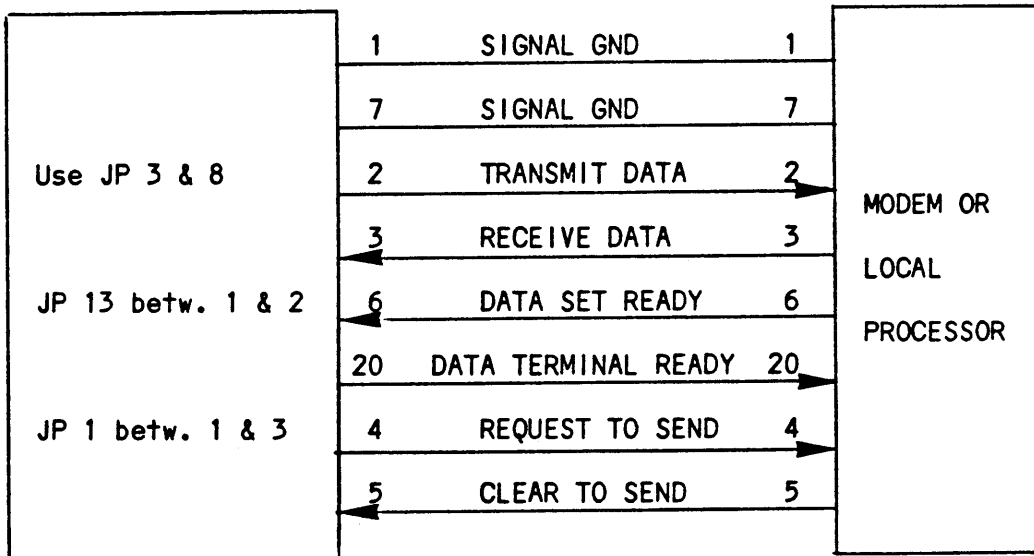 1 SIGNAL GND 1
7 SIGNAL GND 7
Use JP 3 & 8
2 TRANSMIT DATA 2
MODEM OR
3 RECEIVE DATA 3
LOCAL
JP 13 betw. 1 & 2
6 DATA SET READY 6
PROCESSOR
20 DATA TERMINAL READY 20
JP 1 betw. 1 & 3
4 REQUEST TO SEND 4
5 CLEAR TO SEND 5